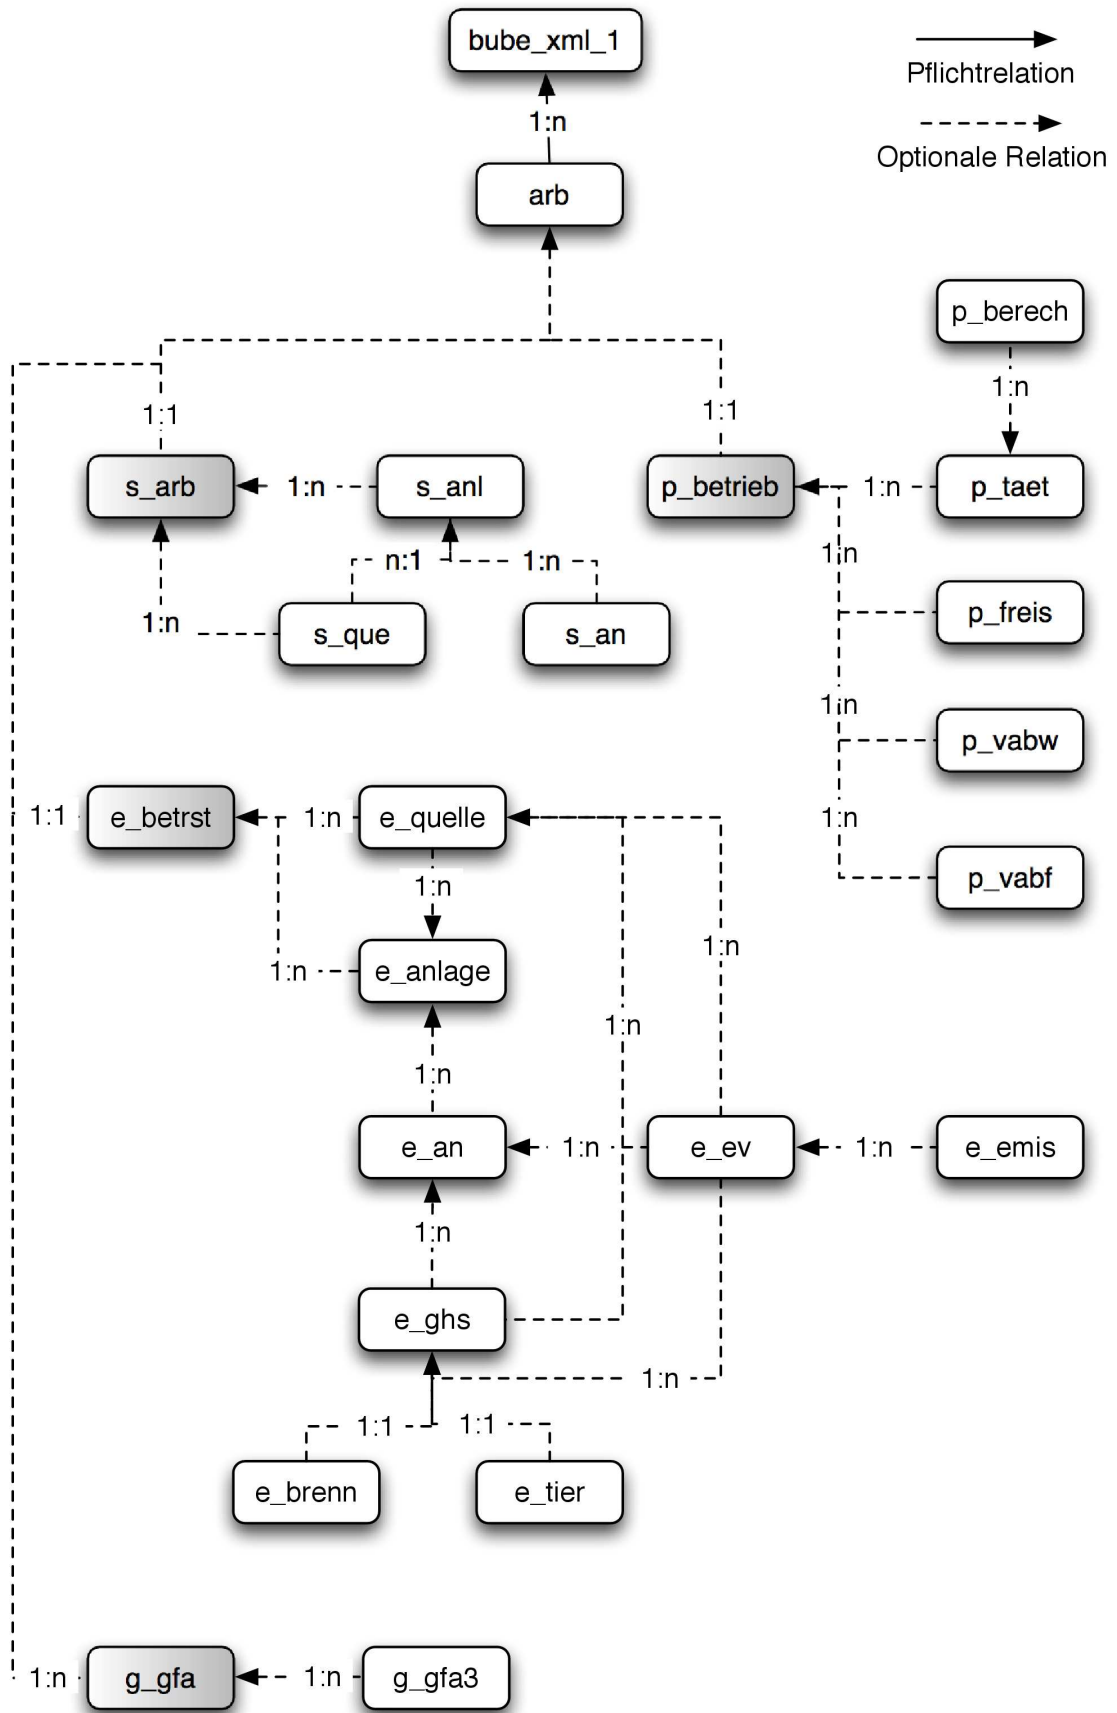 bube_xml_1
Pflichtrelation
1:n
Optionale Relation
arb
p_berech
1:n
1:1
1:1
s_arb
1:n
s_anl
p_betrieb
1:n
p_taet
n:1
1:n
1:n
1:n
s_que
s_an
p_freis
1:n
p_vabw
1:1
e_betrst
1:n
e_quelle
1:n
p_vabf
1:n
1:n
e_anlage
1:n
1:n
1:n
e_an
1:n
e_ev
1:n
e_emis
1:n
e_ghs
1:n
1:1
1:1
e_brenn
e_tier
1:n
g_gfa
1:n
g_gfa3